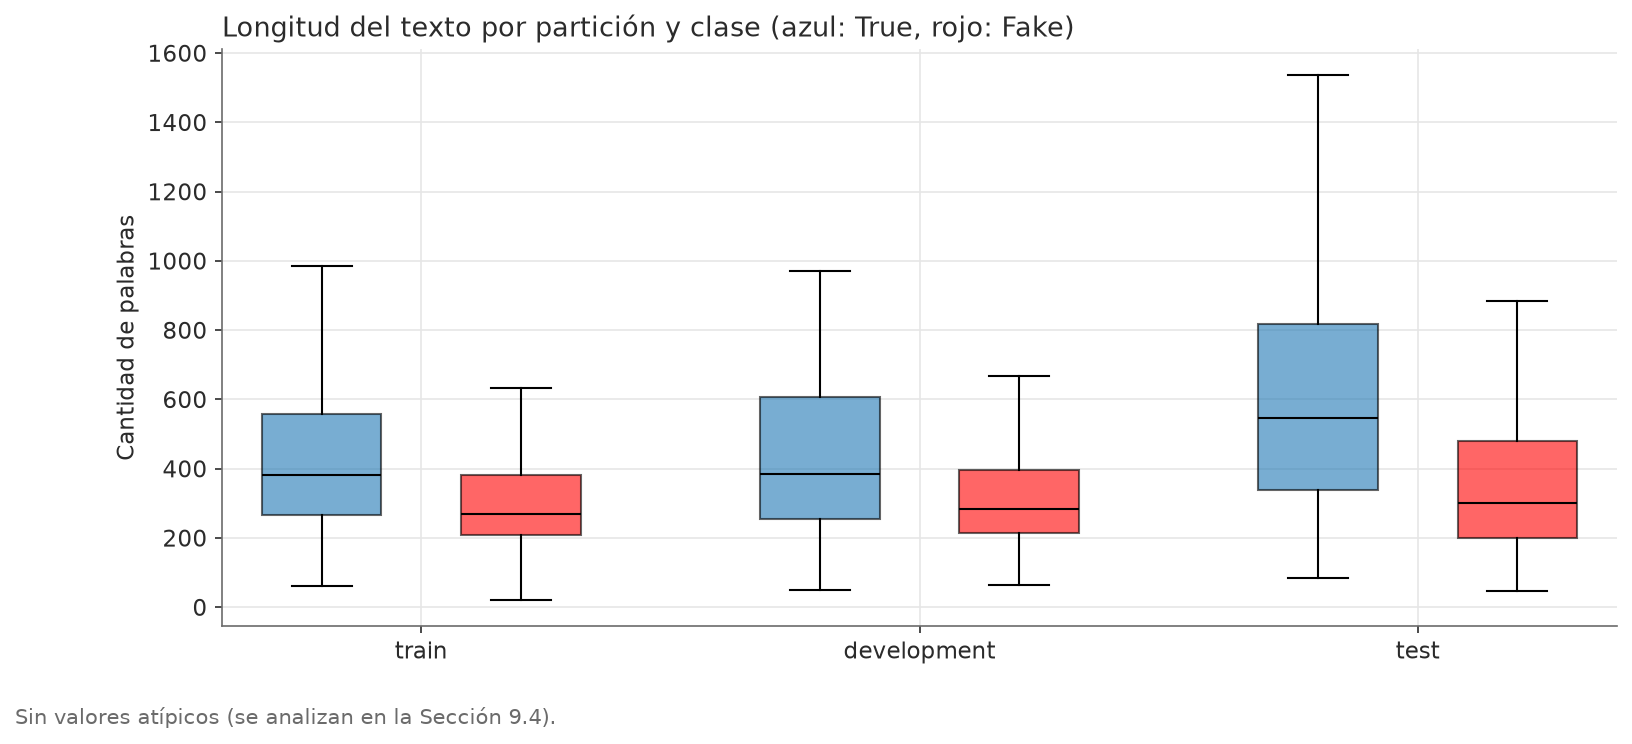 Longitud del texto por partición y clase (azul: True, rojo: Fake)
Cantidad de palabras
1600
1400
1200
1000
800
600
400
200
0
train
development
test
Sin valores atípicos (se analizan en la Sección 9.4).